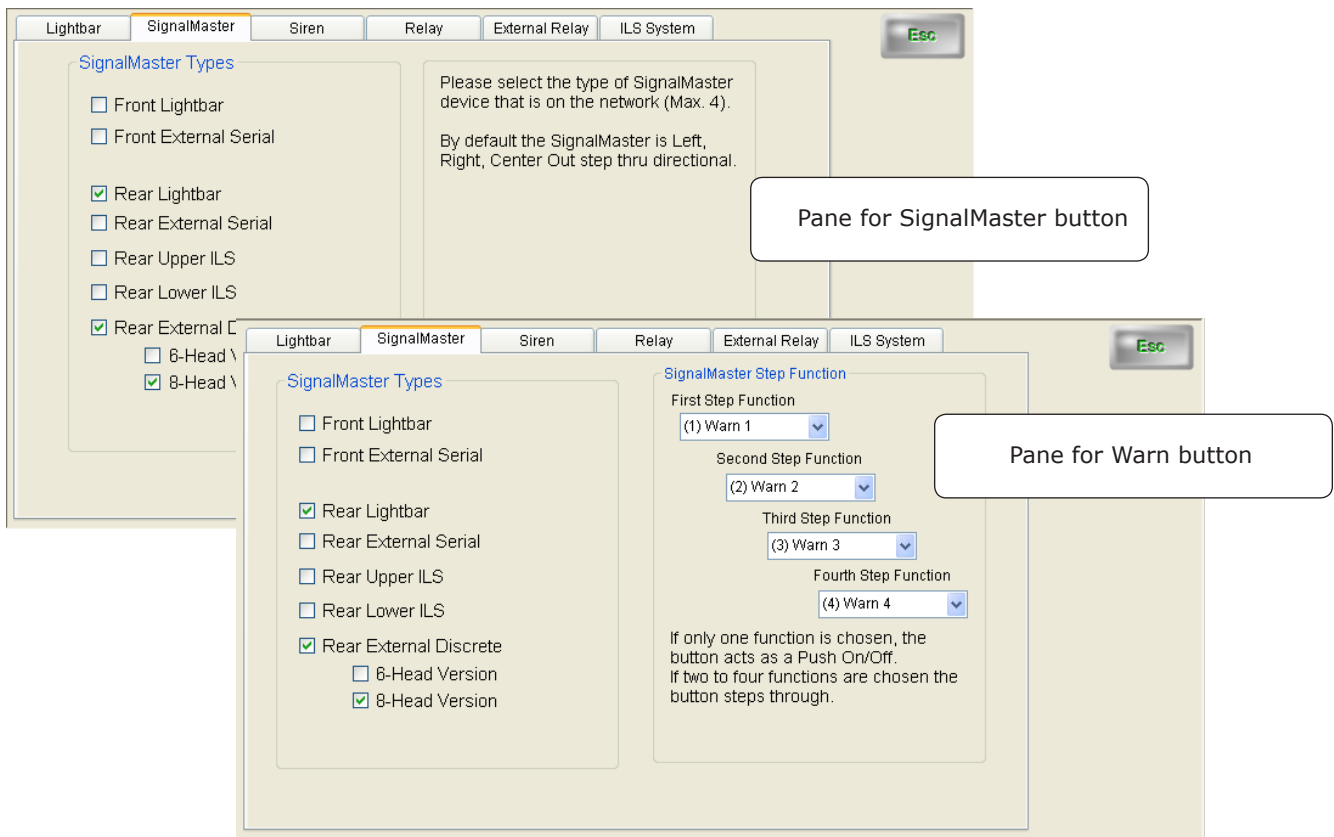 Lightbar
SignalMaster
Siren
Relay
External Relay
ILS System
Esc
SignalMaster Types
Front Lightbar
Front External Serial
Rear Lightbar
Rear External Serial
Rear Upper ILS
Rear Lower ILS
Rear External
6-Head
8-Head
Please select the type of SignalMaster
device that is on the network (Max. 4).
By default the SignalMaster is Left,
Right, Center Out step thru directional.
Pane for SignalMaster button
Lightbar
SignalMaster
Siren
Relay
External Relay
ILS System
Esc
SignalMaster Types
Front Lightbar
Front External Serial
Rear Lightbar
Rear External Serial
Rear Upper ILS
Rear Lower ILS
Rear External Discrete
6-Head Version
8-Head Version
SignalMaster Step Function
First Step Function
(1) Warn 1
Second Step Function
(2) Warn 2
Third Step Function
(3) Warn 3
Fourth Step Function
(4) Warn 4
If only one function is chosen, the
button acts as a Push On/Off.
If two to four functions are chosen the
button steps through.
Pane for Warn button